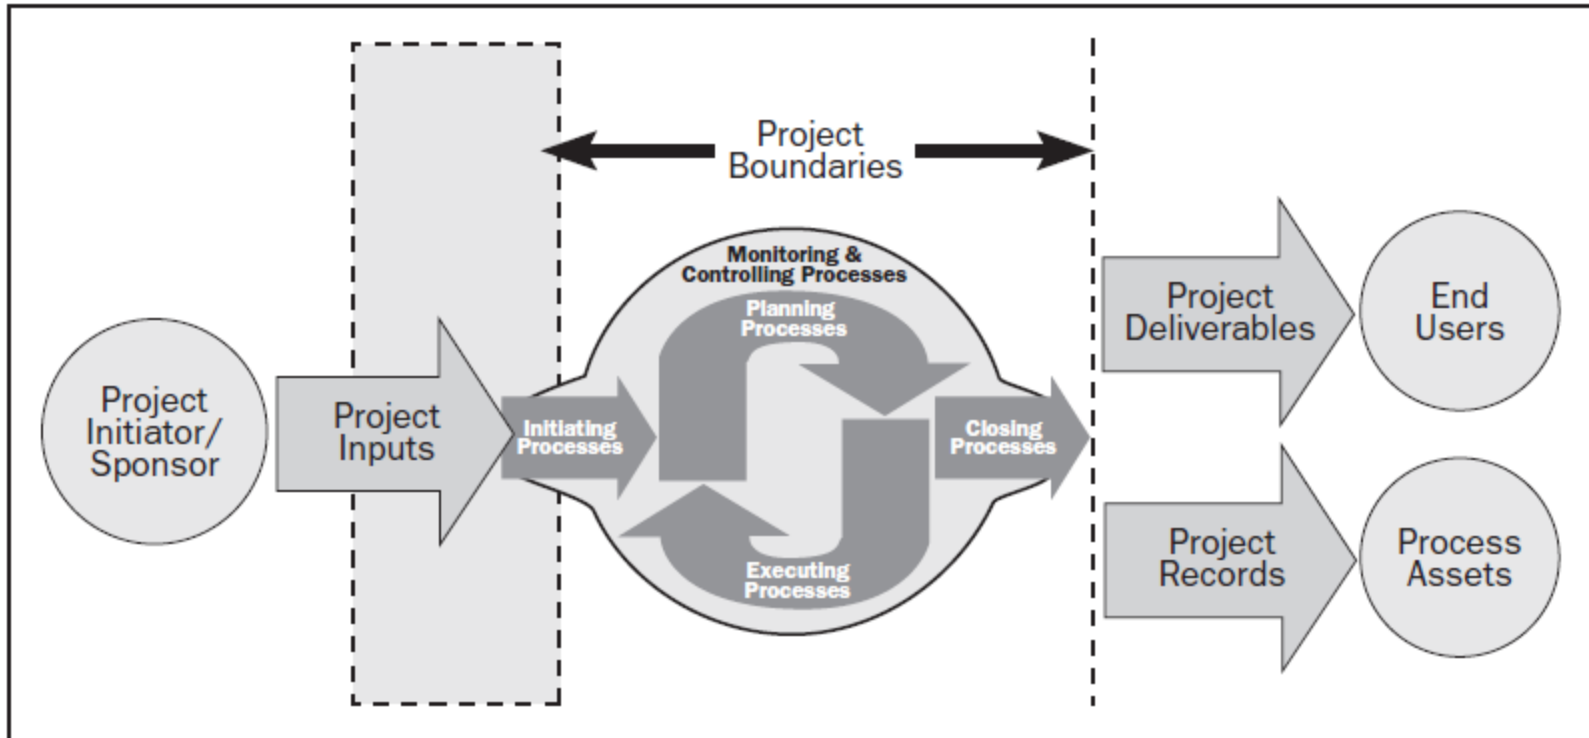 Project
Boundaries
Monitoring &
Controlling Processes
Planning
Processes
Project
Initiator/
Sponsor
Project
Inputs
Initiating
Processes
Closing
Processes
Executing
Processes
Project
Deliverables
End
Users
Project
Records
Process
Assets